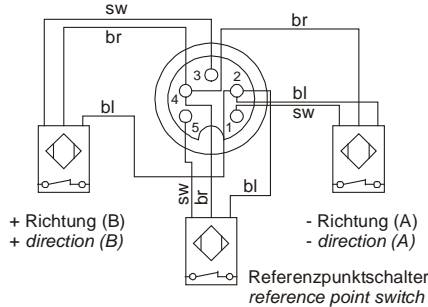 sw
br
br
3
4
2
bl
bl
sw
5
1
sw
br
bl
+ Richtung (B)
+ direction (B)
- Richtung (A)
- direction (A)
Referenzpunktschalter
reference point switch